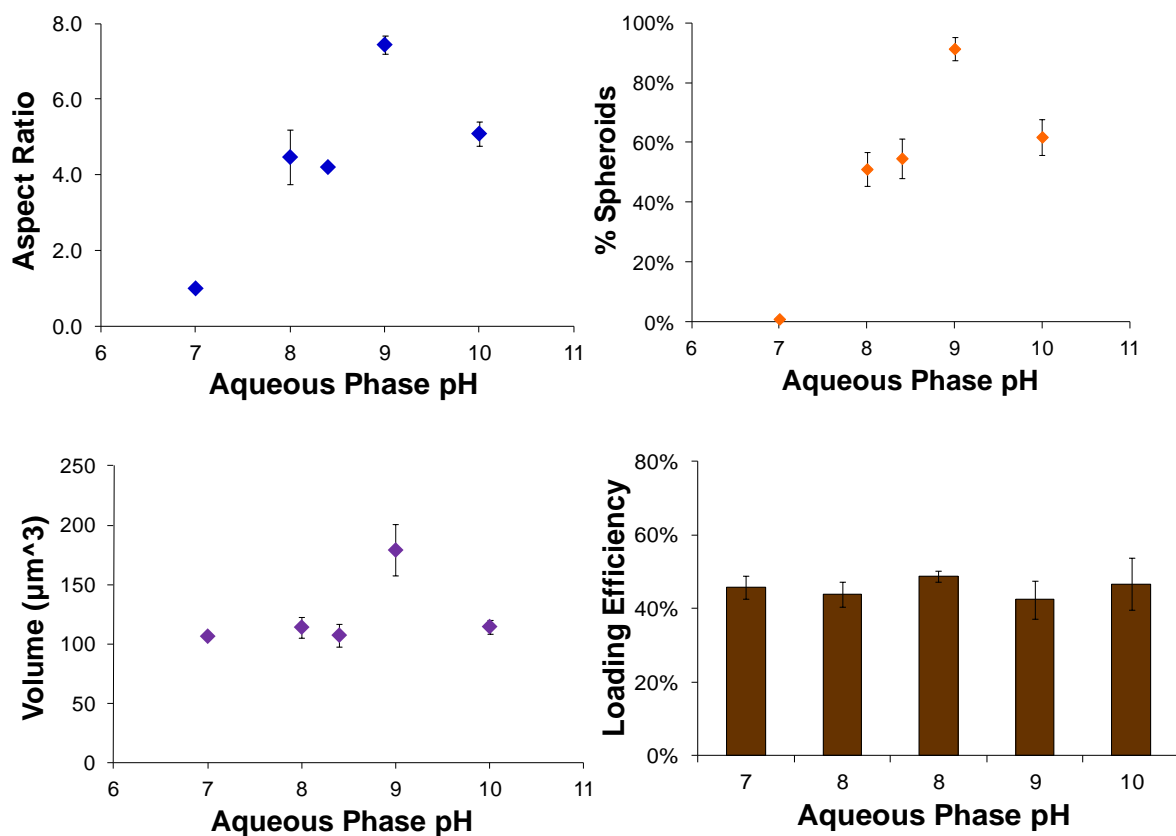 Aspect Ratio
8.0
6.0
4.0
2.0
0.0
6 7 8 9 10 11
Aqueous Phase pH
% Spheroids
100%
80%
60%
40%
20%
0%
6 7 8 9 10 11
Aqueous Phase pH
Volume (µm^3)
250
200
150
100
50
0
6 7 8 9 10 11
Aqueous Phase pH
Loading Efficiency
80%
60%
40%
20%
0%
7 8 8 9 10
Aqueous Phase pH